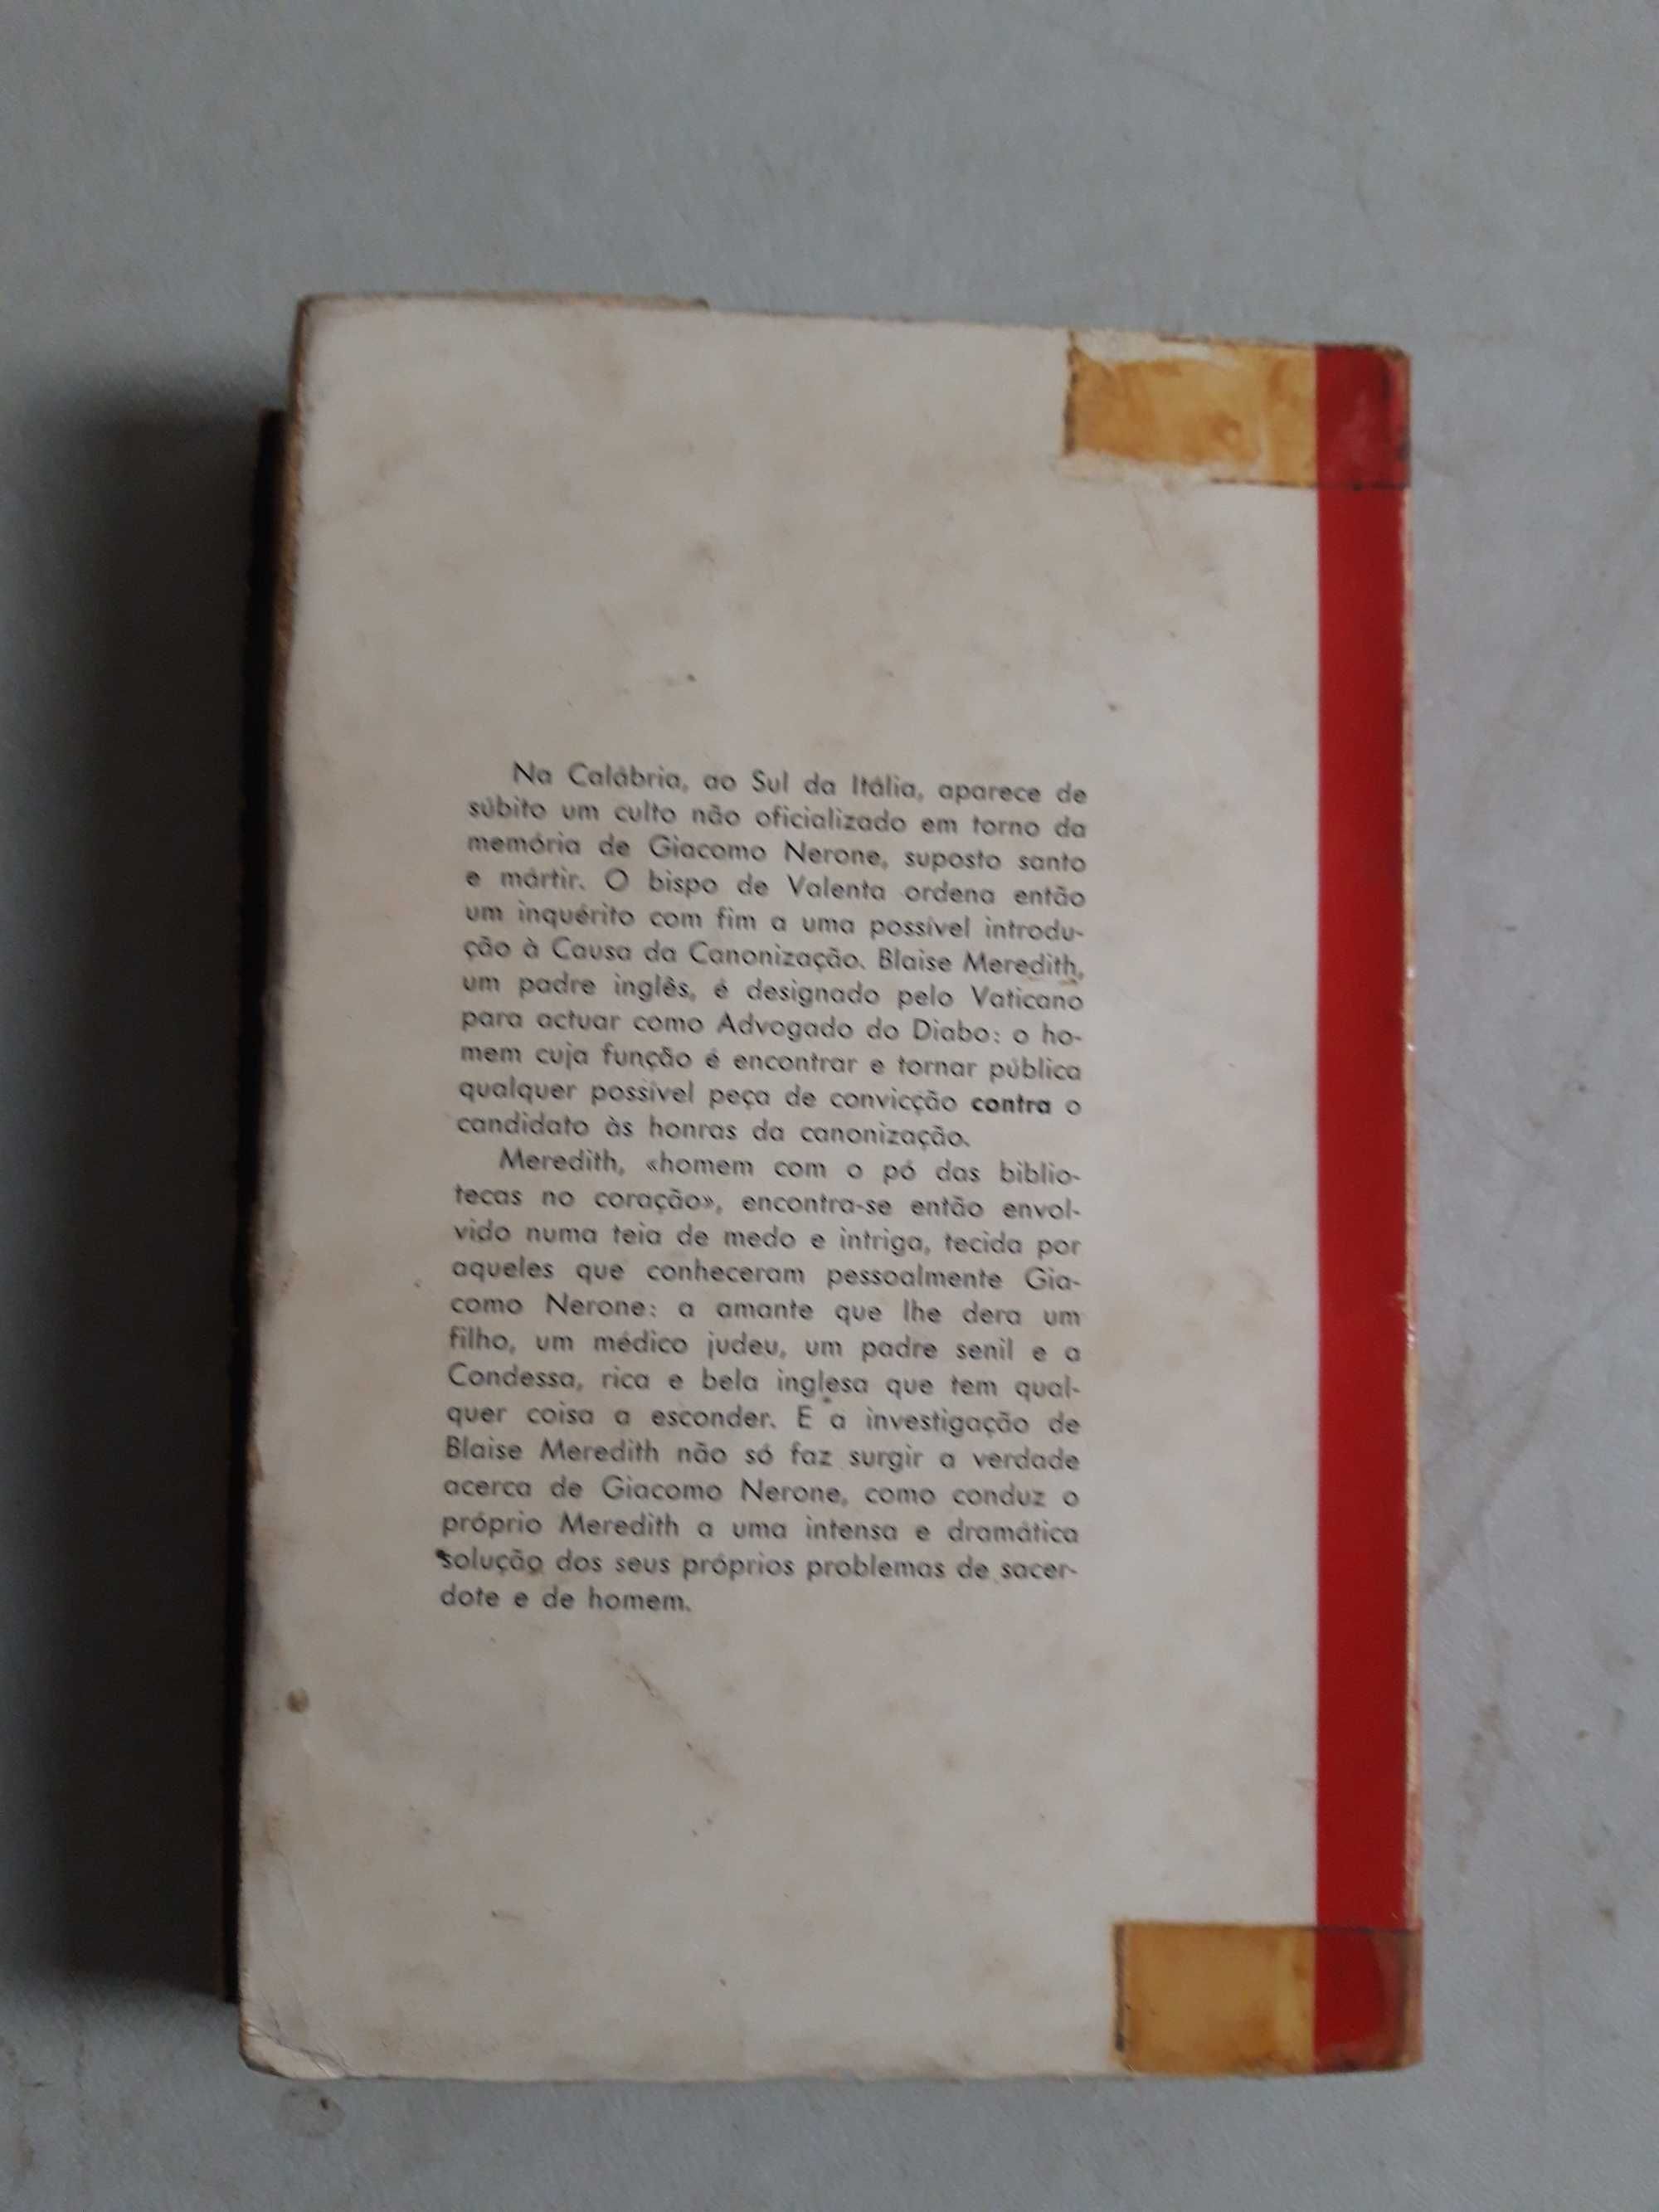 Na Calábria, ao Sul da Itália, aparece de
súbito um culto não oficializado em torno da
memória de Giacomo Nerone, suposto santo
e mártir. O bispo de Valenta ordena então
um inquérito com fim a uma possível introdu-
ção à Causa da Canonização. Blaise Meredith,
um padre inglês, é designado pelo Vaticano
para actuar como Advogado do Diabo: o ho-
mem cuja função é encontrar e tornar pública
qualquer possível peça de convicção contra o
candidato às honras da canonização.
Meredith, «homem com o pó das biblio-
tecas no coração», encontra-se então envol-
vido numa teia de medo e intriga, tecida por
aqueles que conheceram pessoalmente Gia-
como Nerone: a amante que lhe dera um
filho, um médico judeu, um padre senil e a
Condessa, rica e bela inglesa que tem qual-
quer coisa a esconder. E a investigação de
Blaise Meredith não só faz surgir a verdade
acerca de Giacomo Nerone, como conduz o
próprio Meredith a uma intensa e dramática
solução dos seus próprios problemas de sacer-
dote e de homem.